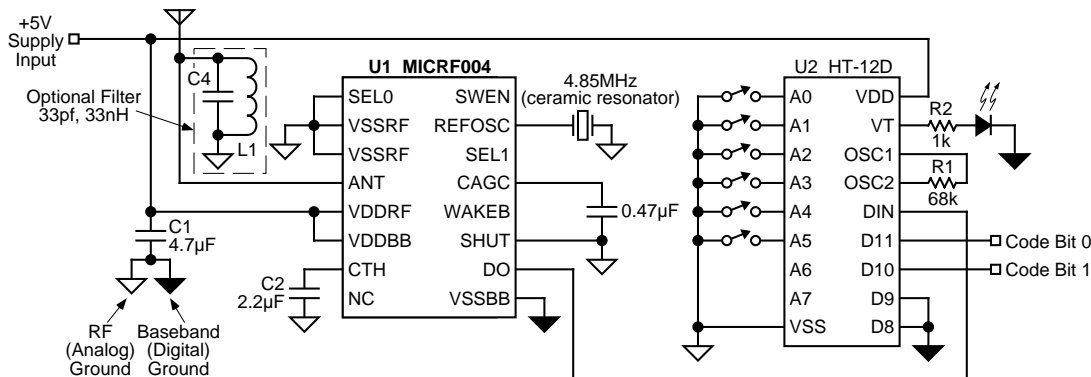 +5V
Supply
Input
Optional Filter
33pf, 33nH
C4
L1
C1
4.7µF
RF
(Analog)
Ground
Baseband
(Digital)
Ground
C2
2.2µF
U1 MICRF004
SEL0
VSSRF
VSSRF
ANT
VDDRF
VDDBB
CTH
NC
SWEN
REFOSC
SEL1
CAGC
WAKEB
SHUT
DO
VSSBB
4.85MHz
(ceramic resonator)
0.47µF
U2 HT-12D
A0
A1
A2
A3
A4
A5
A6
A7
VSS
VDD
VT
OSC1
OSC2
DIN
D11
D10
D9
D8
R2
1k
R1
68k
Code Bit 0
Code Bit 1